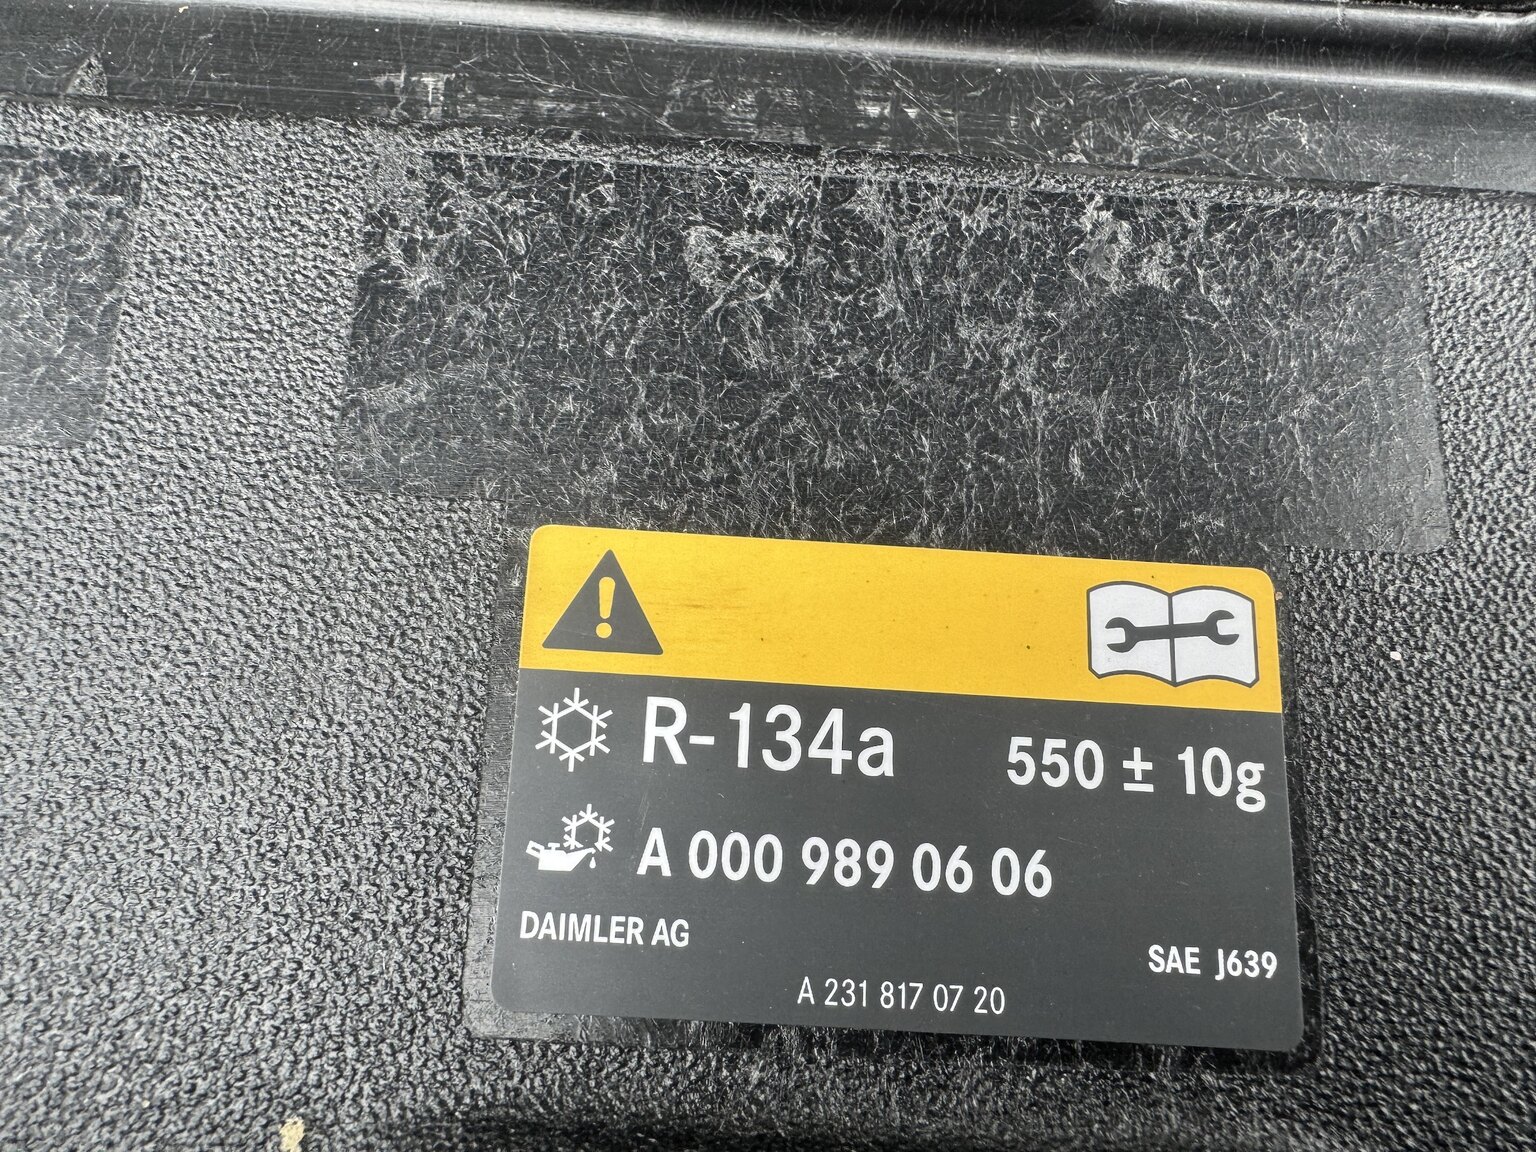 R-134a 550 ± 10g
A 000 989 06 06
DAIMLER AG
SAE J639
A 231 817 07 20